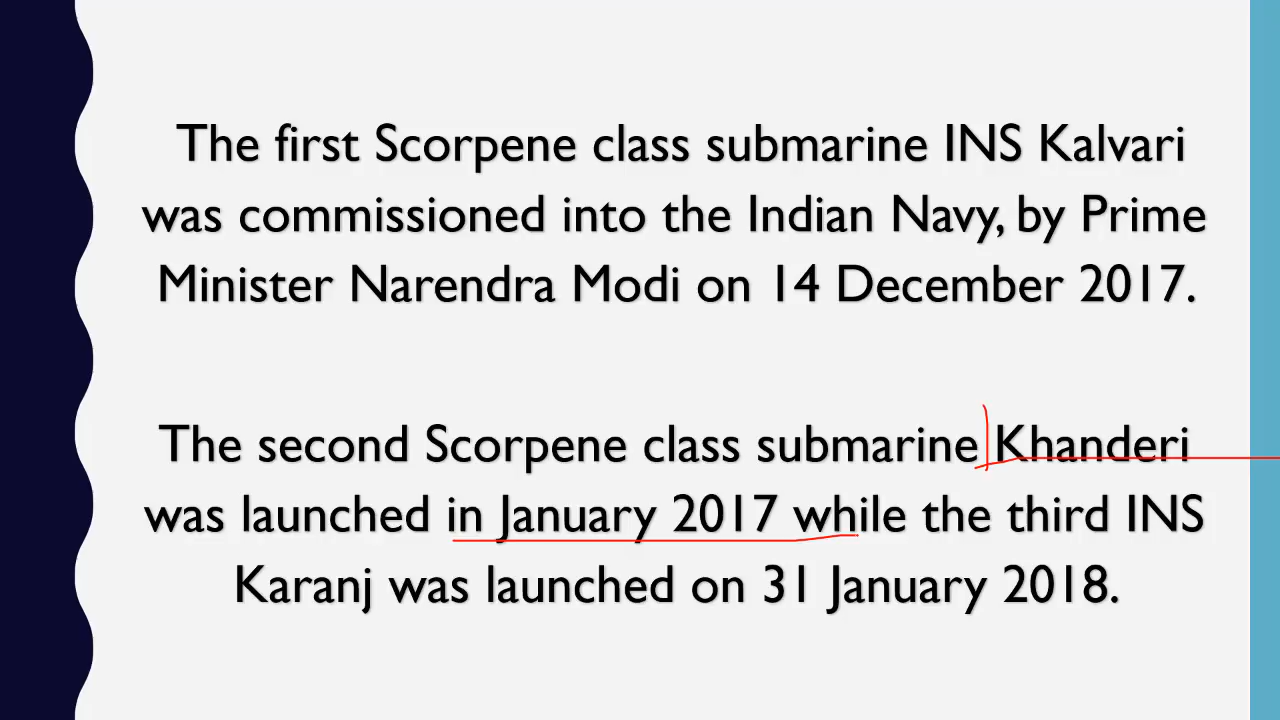 The first Scorpene class submarine INS Kalvari
was commissioned into the Indian Navy, by Prime
Minister Narendra Modi on 14 December 2017.
The second Scorpene class submarine Khanderi
was launched in January 2017 while the third INS
Karanj was launched on 31 January 2018.